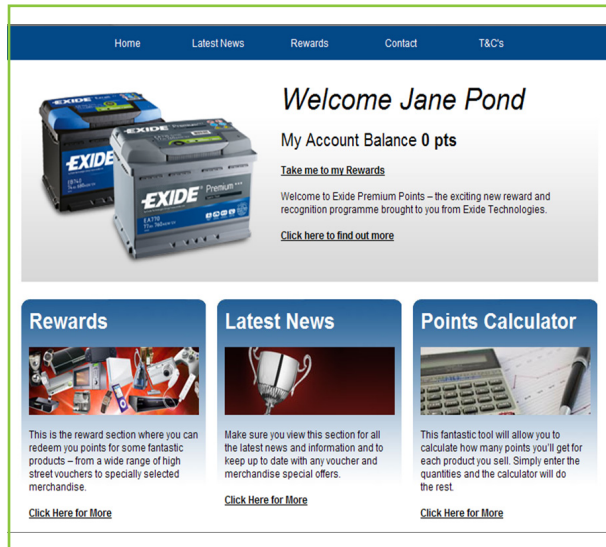 Home Latest News Rewards Contact T&C's
Welcome Jane Pond
My Account Balance 0 pts
Take me to my Rewards
Welcome to Exide Premium Points – the exciting new reward and
recognition programme brought to you from Exide Technologies.
Click here to find out more
EXIDE
EXIDE Premium
EXIDE
EXIDE Premium
EA770
Rewards
This is the reward section where you can
redeem you points for some fantastic
products – from a wide range of high
street vouchers to specially selected
merchandise.
Click Here for More
Latest News
Make sure you view this section for all
the latest news and information and to
keep up to date with any voucher and
merchandise special offers.
Click Here for More
Points Calculator
This fantastic tool will allow you to
calculate how many points you'll get for
each product you sell. Simply enter the
quantities and the calculator will do
the rest.
Click Here for More